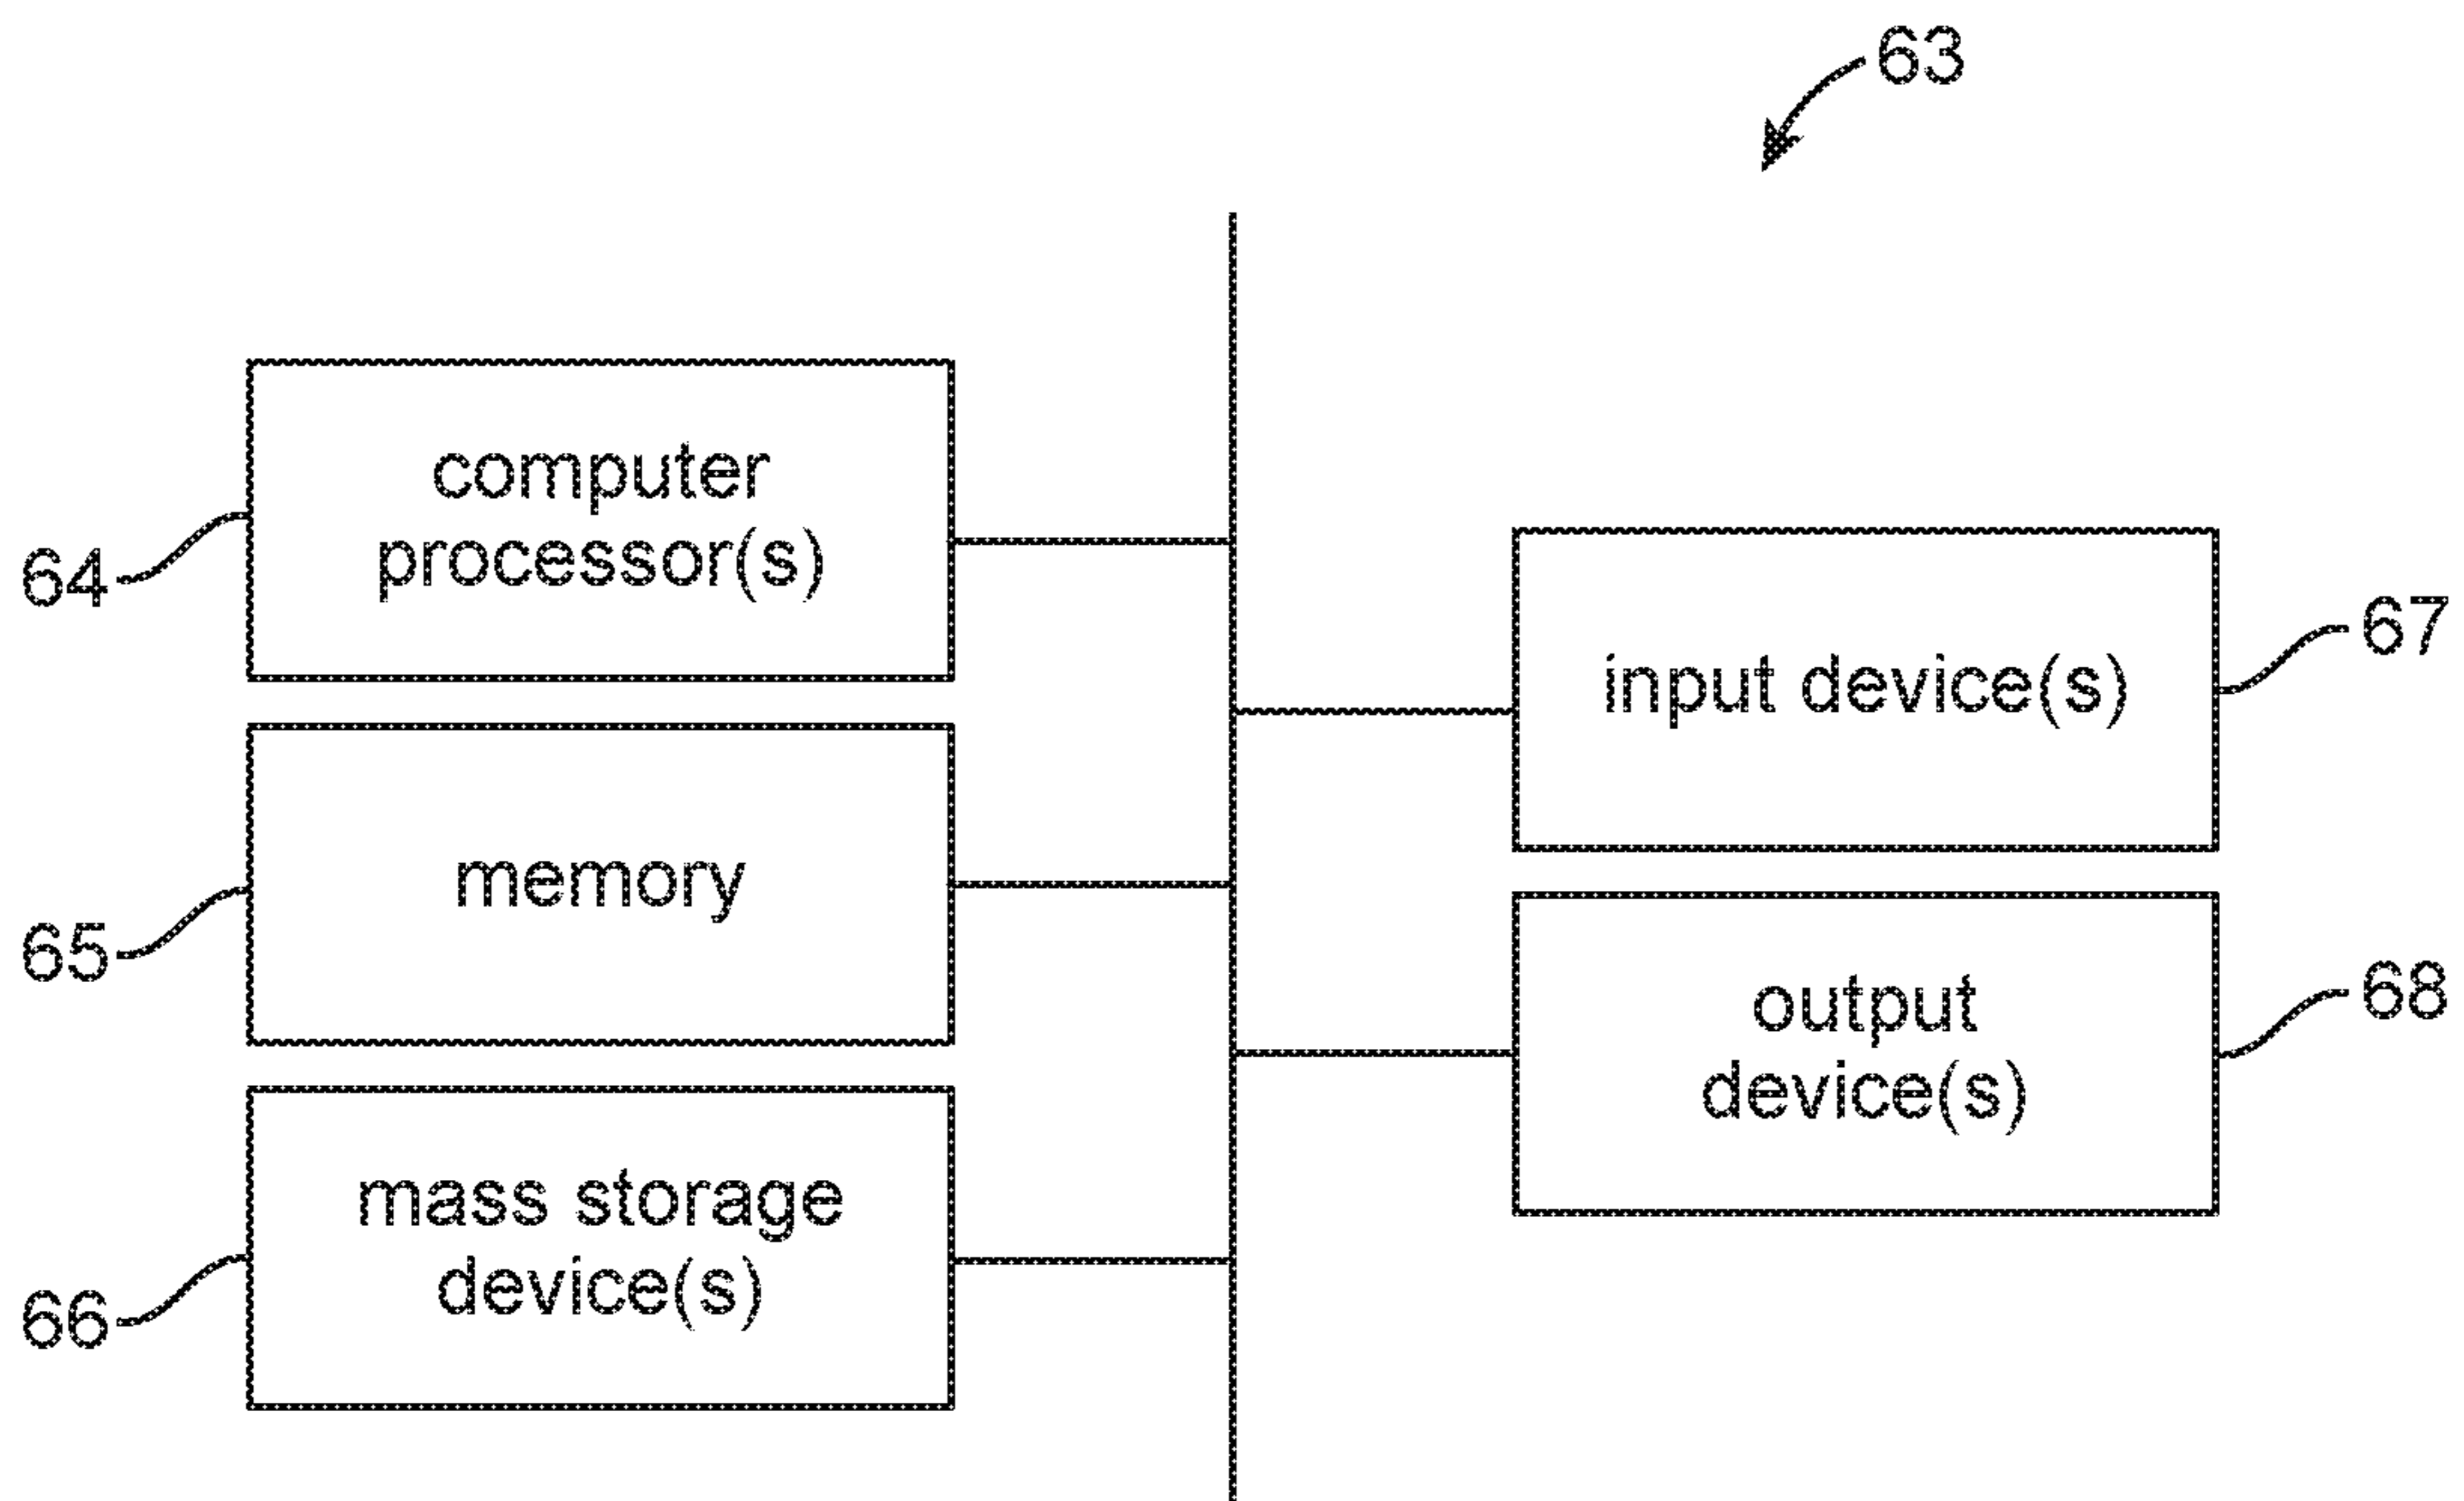 63
computer
processor(s)
64
input device(s)
67
memory
65
output
device(s)
68
mass storage
device(s)
66